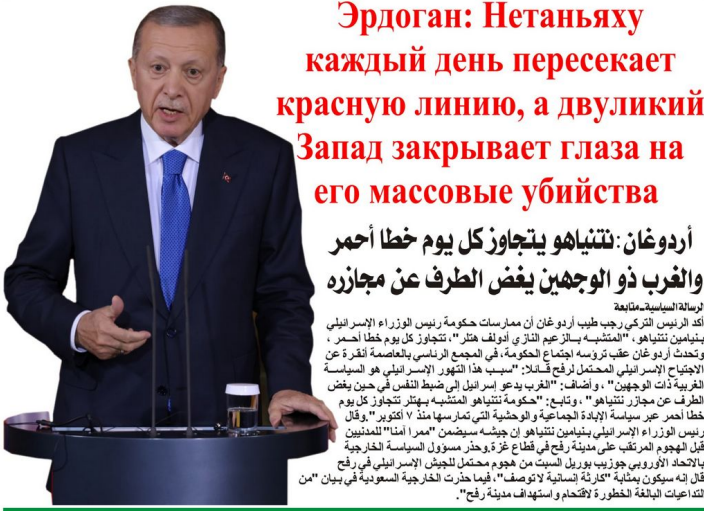 Эрдоган: Нетаньяху
каждый день пересекает
красную линию, а двуликий
Запад закрывает глаза на
его массовые убийства
أردوغان :نتنياهو يتجاوز كل يوم خطا أحمر
والغرب ذو الوجهين يغض الطرف عن مجازره
الرسالة السياسية_متابعة
أكد الرئيس التركي رجب طيب أردوغان أن ممارسات حكومة رئيس الوزراء الإسرائيلي
بنيامين نتنياهو، "المتشبه بالزعيم النازي أدولف هتلر"، تتجاوز كل يوم خطا أحمر ،
وتحدث أردوغان عقب ترؤسه اجتماع الحكومة، في المجمع الرئاسي بالعاصمة أنقرة عن
الاجتياح الإسرائيلي المحتمل لرفح قائلا: "سبب هذا التهور الإسرائيلي هو السياسة
الغربية ذات الوجهين" ، وأضاف: "الغرب يدعو إسرائيل إلى ضبط النفس في حين يغض
الطرف عن مجازر نتنياهو" ، وتابع: "حكومة نتنياهو المتشبه بهتلر تتجاوز كل يوم
خطا أحمر عبر سياسة الإبادة الجماعية والوحشية التي تمارسها منذ ٧ أكتوبر ".وقال
رئيس الوزراء الإسرائيلي بنيامين نتنياهو إن جيشه سيضمن "ممرا آمنا" للمدنيين
قبل الهجوم المرتقب على مدينة رفح في قطاع غزة.وحذر مسؤول السياسة الخارجية
بالاتحاد الأوروبي جوزيب بوريل السبت من هجوم محتمل للجيش الإسرائيلي في رفح
قال إنه سيكون بمثابة "كارثة إنسانية لا توصف"، فيما حذرت الخارجية السعودية في بيان "من
التداعيات البالغة الخطورة لاقتحام واستهداف مدينة رفح".